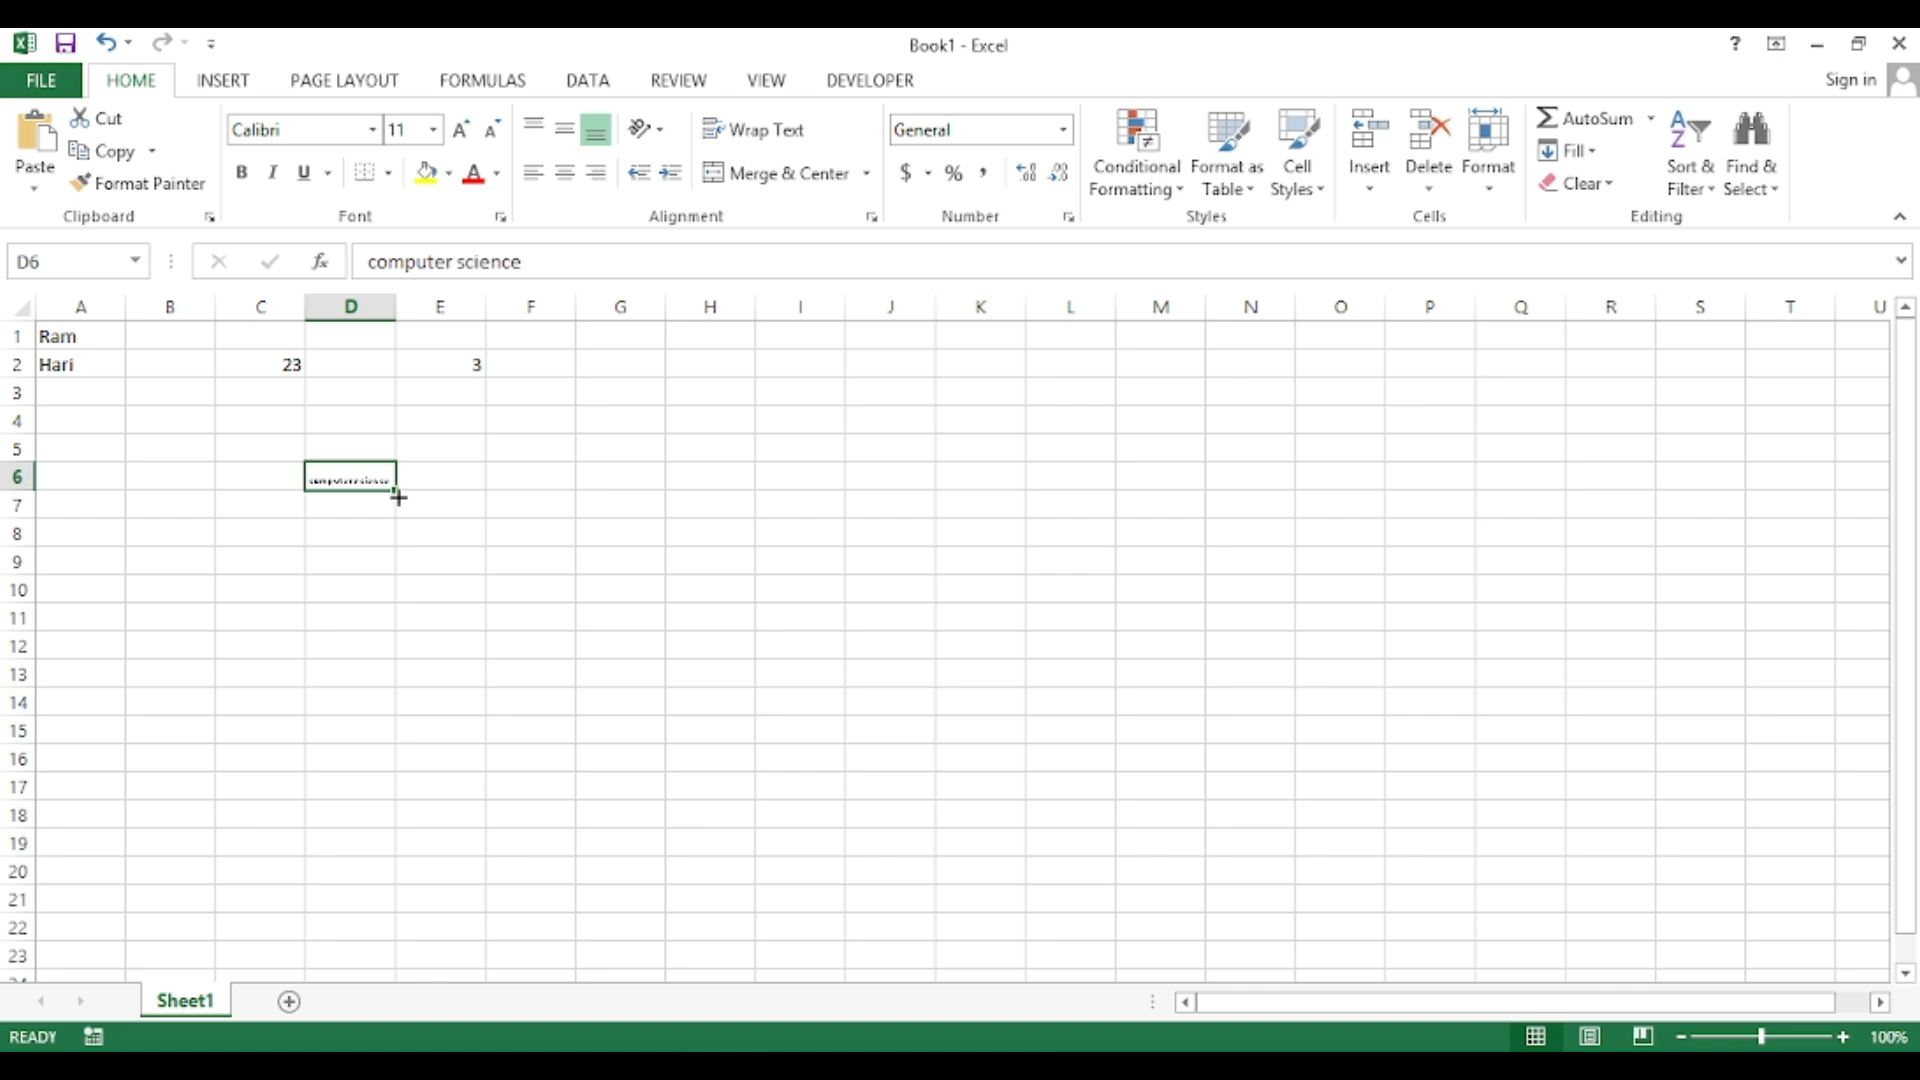 Book1 - Excel
?
FILE HOME INSERT PAGE LAYOUT FORMULAS DATA REVIEW VIEW DEVELOPER Sign in
Paste
Cut
Copy
Format Painter
Clipboard
Calibri 11
B I U
Font
Wrap Text
Merge & Center
Alignment
General
$ % ,
Number
Conditional Formatting
Format as Table
Cell Styles
Styles
Insert
Delete
Format
Cells
AutoSum
Fill
Clear
Sort & Filter
Find & Select
Editing
D6 fx computer science
A B C D E F G H I J K L M N O P Q R S T U
1 Ram
2 Hari 23 3
3
4
5
6 computer science
7
8
9
10
11
12
13
14
15
16
17
18
19
20
21
22
23
Sheet1
READY 100%